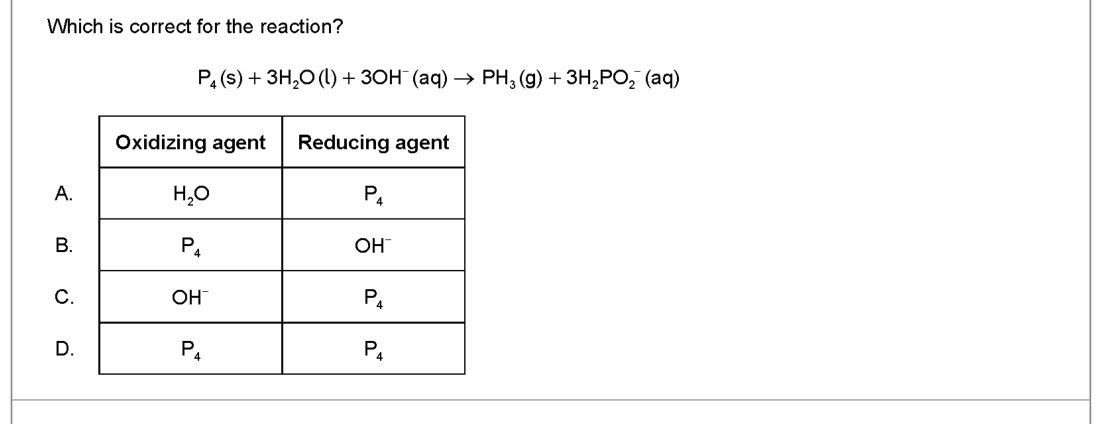 Which is correct for the reaction?
P₄ (s) + 3H₂O (l) + 3OH⁻ (aq) → PH₃ (g) + 3H₂PO₂⁻ (aq)
Oxidizing agent Reducing agent
A. H₂O P₄
B. P₄ OH⁻
C. OH⁻ P₄
D. P₄ P₄